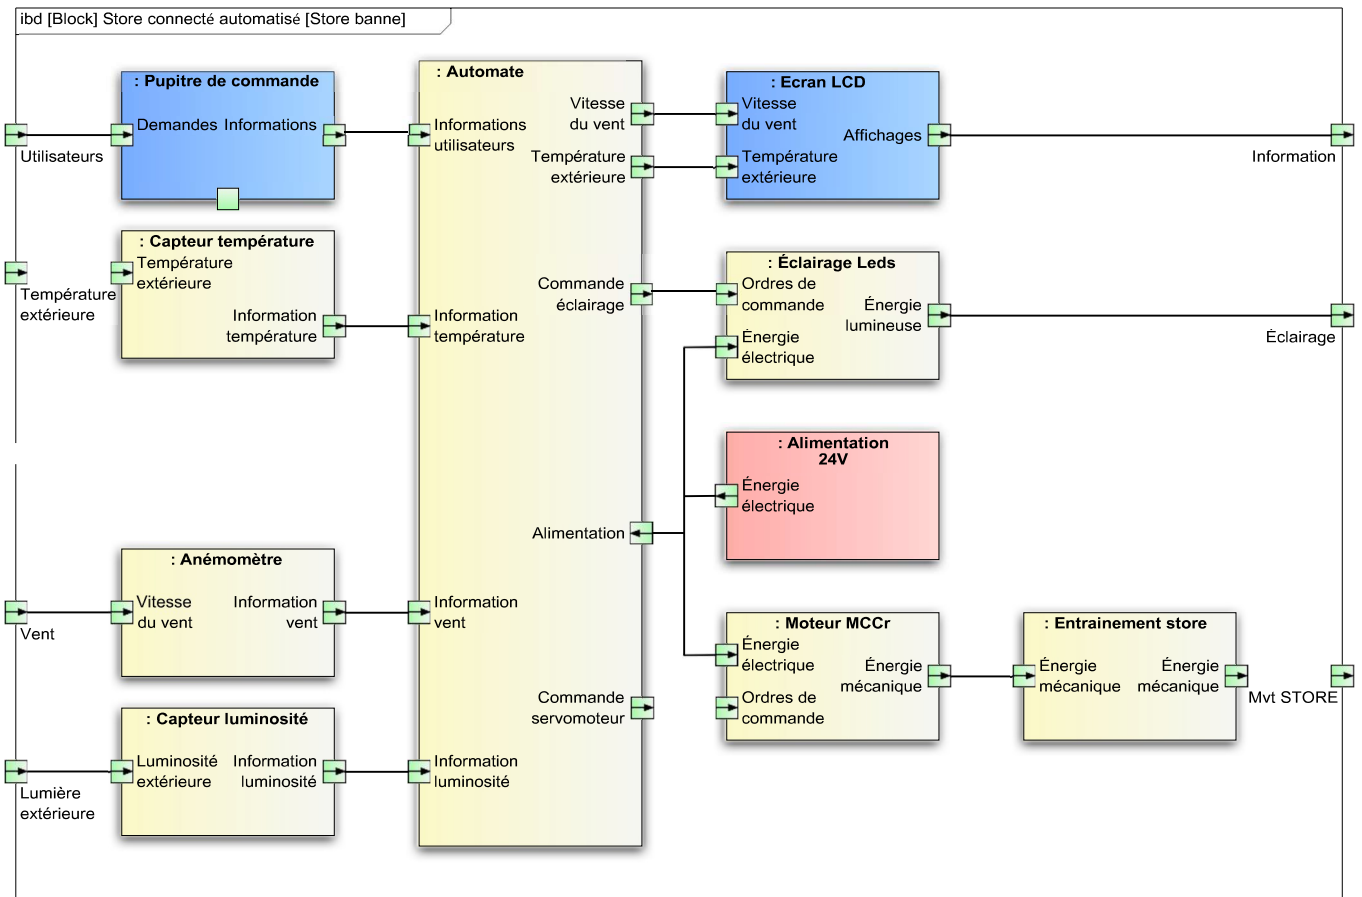 ibd [Block] Store connecté automatisé [Store banne]
: Pupitre de commande
Demandes
Informations
Utilisateurs
: Capteur température
Température
extérieure
Information
température
Température
extérieure
: Anémomètre
Vitesse
du vent
Information
vent
Vent
: Capteur luminosité
Luminosité
extérieure
Information
luminosité
Lumière
extérieure
: Automate
Informations
utilisateurs
Information
température
Information
vent
Information
luminosité
Vitesse
du vent
Température
extérieure
Commande
éclairage
Alimentation
Commande
servomoteur
: Ecran LCD
Vitesse
du vent
Température
extérieure
Affichages
Information
: Éclairage Leds
Ordres de
commande
Énergie
électrique
Énergie
lumineuse
Éclairage
: Alimentation
24V
Énergie
électrique
: Moteur MCCr
Énergie
électrique
Ordres de
commande
Énergie
mécanique
: Entrainement store
Énergie
mécanique
Énergie
mécanique
Mvt STORE